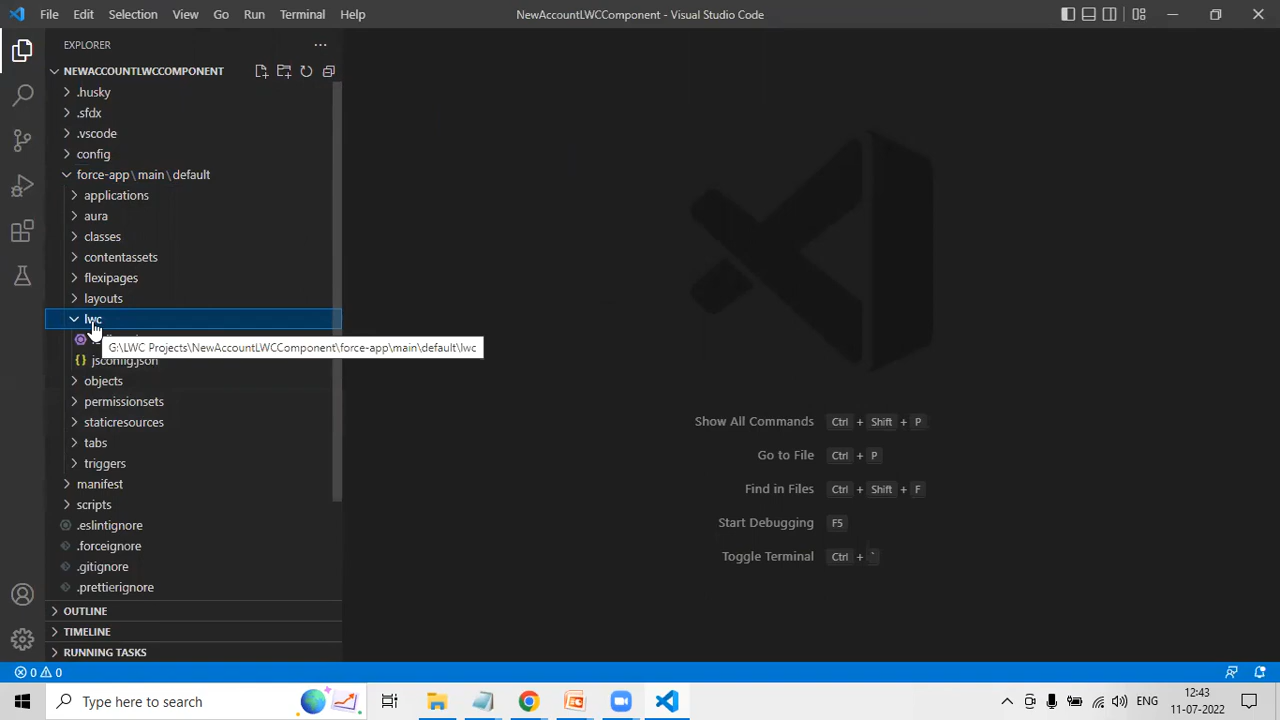 File Edit Selection View Go Run Terminal Help NewAccountLWCComponent - Visual Studio Code
EXPLORER
NEWACCOUNTLWCCOMPONENT
.husky
.sfdx
.vscode
config
force-app\main\default
applications
aura
classes
contentassets
flexipages
layouts
lwc
G:\LWC Projects\NewAccountLWCComponent\force-app\main\default\lwc
jsconfig.json
objects
permissionsets
staticresources
tabs
triggers
manifest
scripts
.eslintignore
.forceignore
.gitignore
.prettierignore
OUTLINE
TIMELINE
RUNNING TASKS
Show All Commands Ctrl + Shift + P
Go to File Ctrl + P
Find in Files Ctrl + Shift + F
Start Debugging F5
Toggle Terminal Ctrl + `
0 0
Type here to search
ENG
12:43
11-07-2022